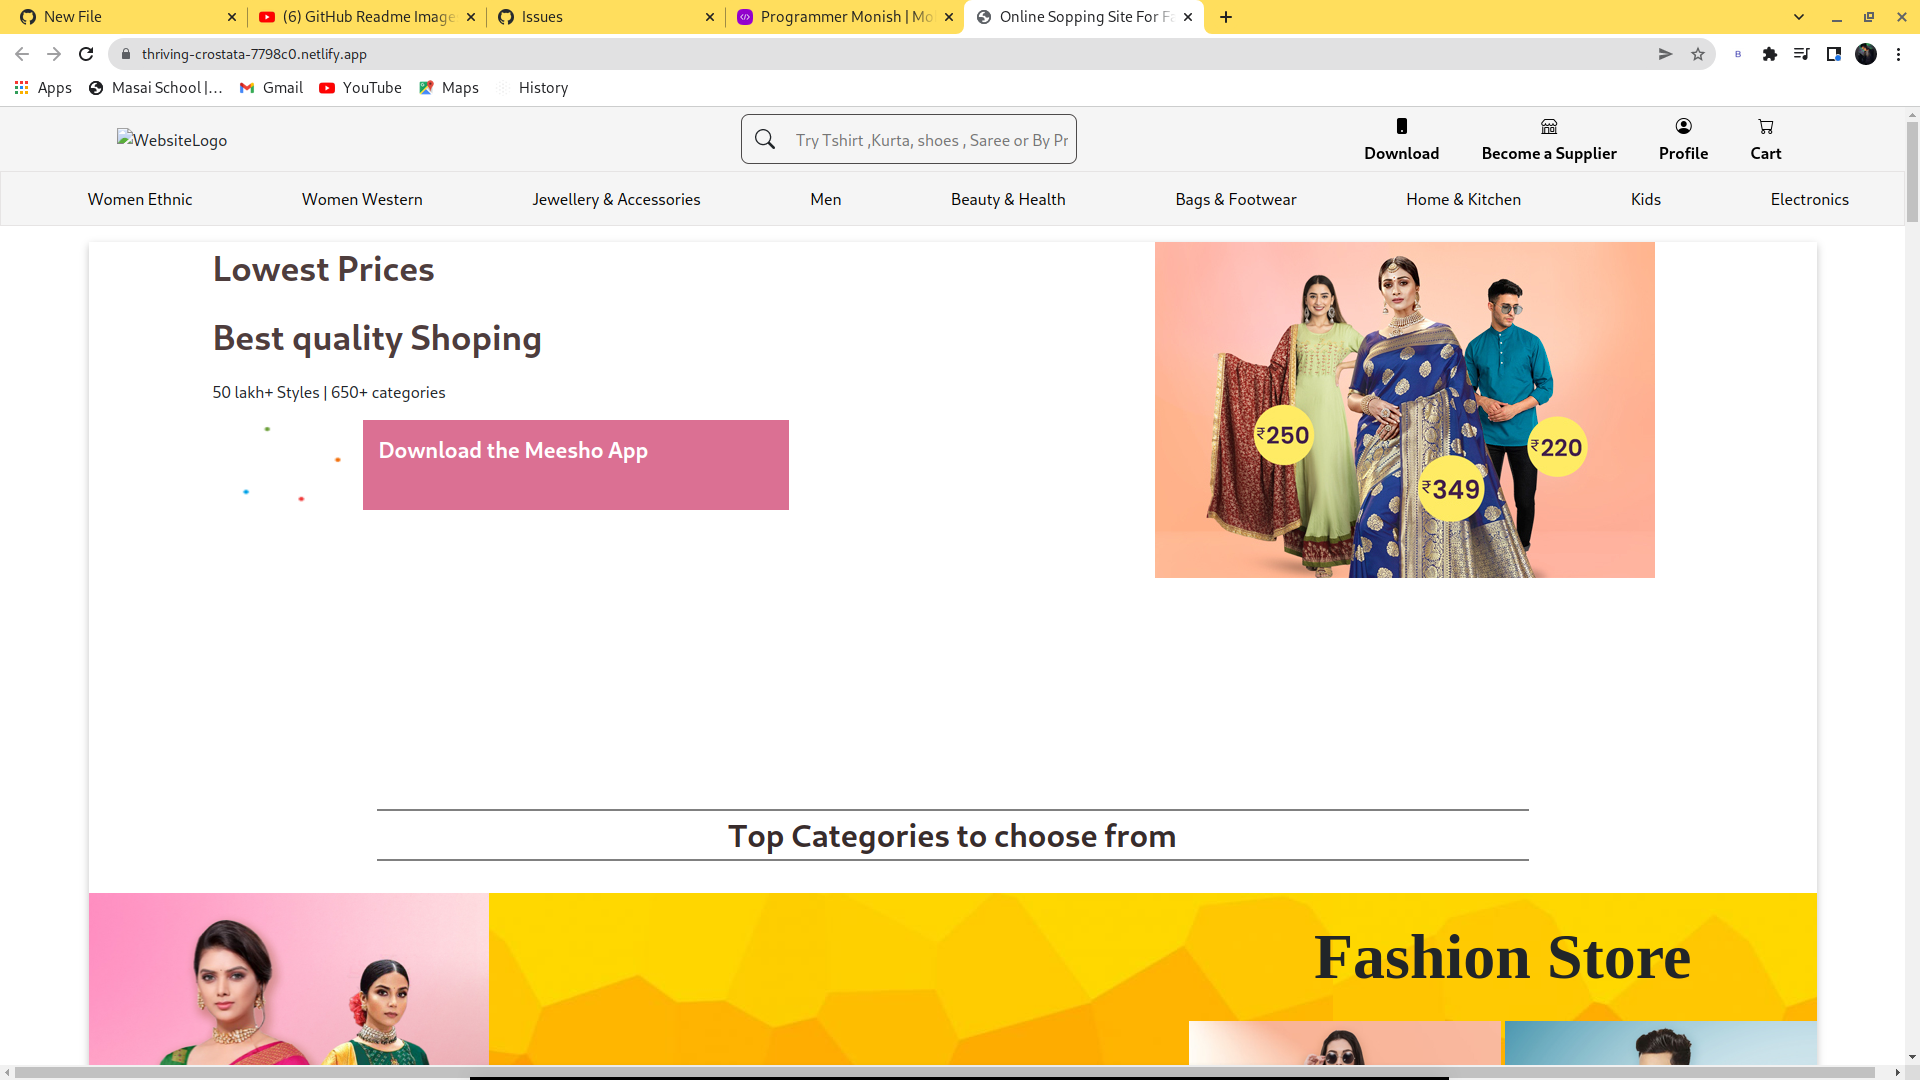 New File
(6) GitHub Readme Image
Issues
Programmer Monish | Mo
Online Sopping Site For Fa
thriving-crostata-7798c0.netlify.app
Apps
Masai School |...
Gmail
YouTube
Maps
History
WebsiteLogo
Try Tshirt ,Kurta, shoes , Saree or By Pr
Download
Become a Supplier
Profile
Cart
Women Ethnic
Women Western
Jewellery & Accessories
Men
Beauty & Health
Bags & Footwear
Home & Kitchen
Kids
Electronics
Lowest Prices
Best quality Shoping
50 lakh+ Styles | 650+ categories
Download the Meesho App
₹250
₹349
₹220
Top Categories to choose from
Fashion Store